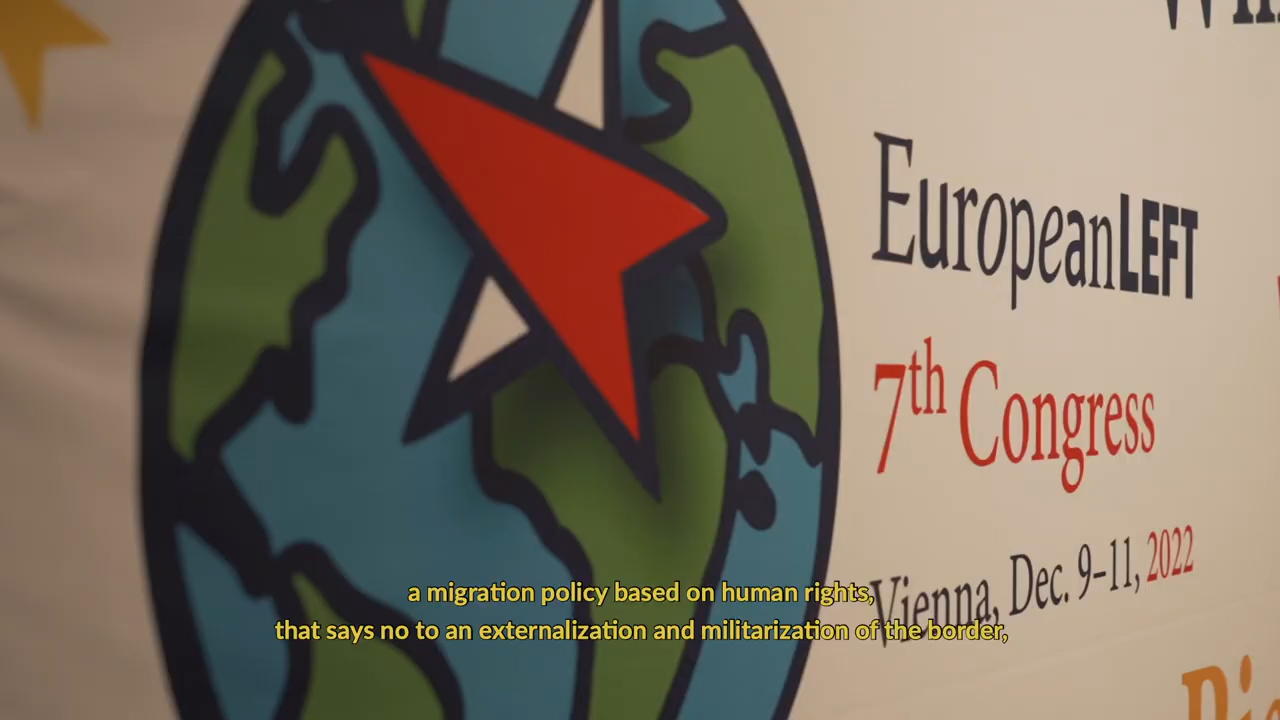 EuropeanLEFT
7th Congress
Vienna, Dec. 9–11, 2022
a migration policy based on human rights,
that says no to an externalization and militarization of the border,